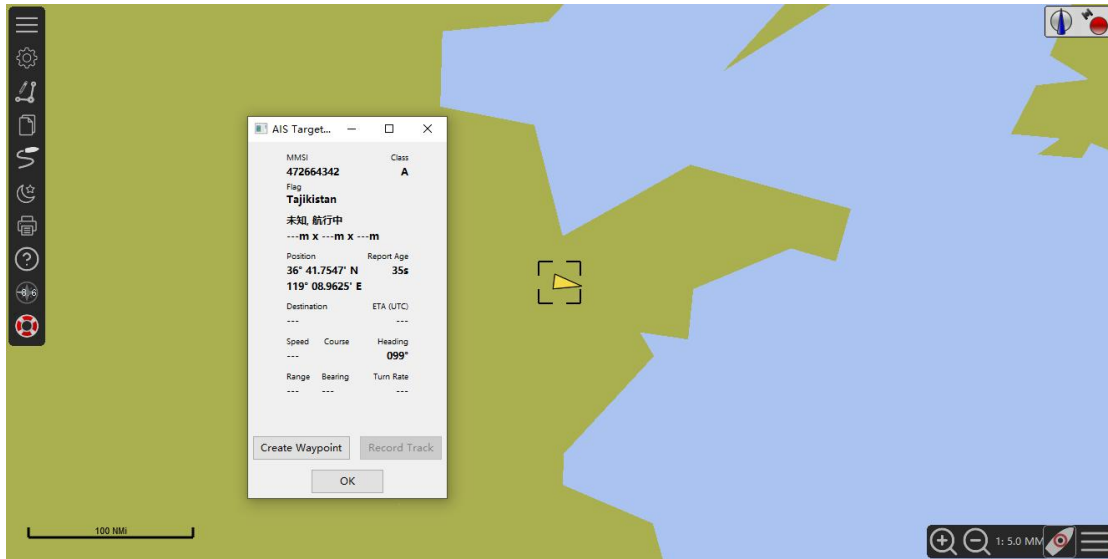 AIS Target...
MMSI Class
472664342 A
Flag
Tajikistan
未知, 航行中
---m x ---m x ---m
Position Report Age
36° 41.7547' N 35s
119° 08.9625' E
Destination ETA (UTC)
--- ---
Speed Course Heading
--- 099°
Range Bearing Turn Rate
--- --- ---
Create Waypoint Record Track
OK
100 NMi
1: 5.0 MM